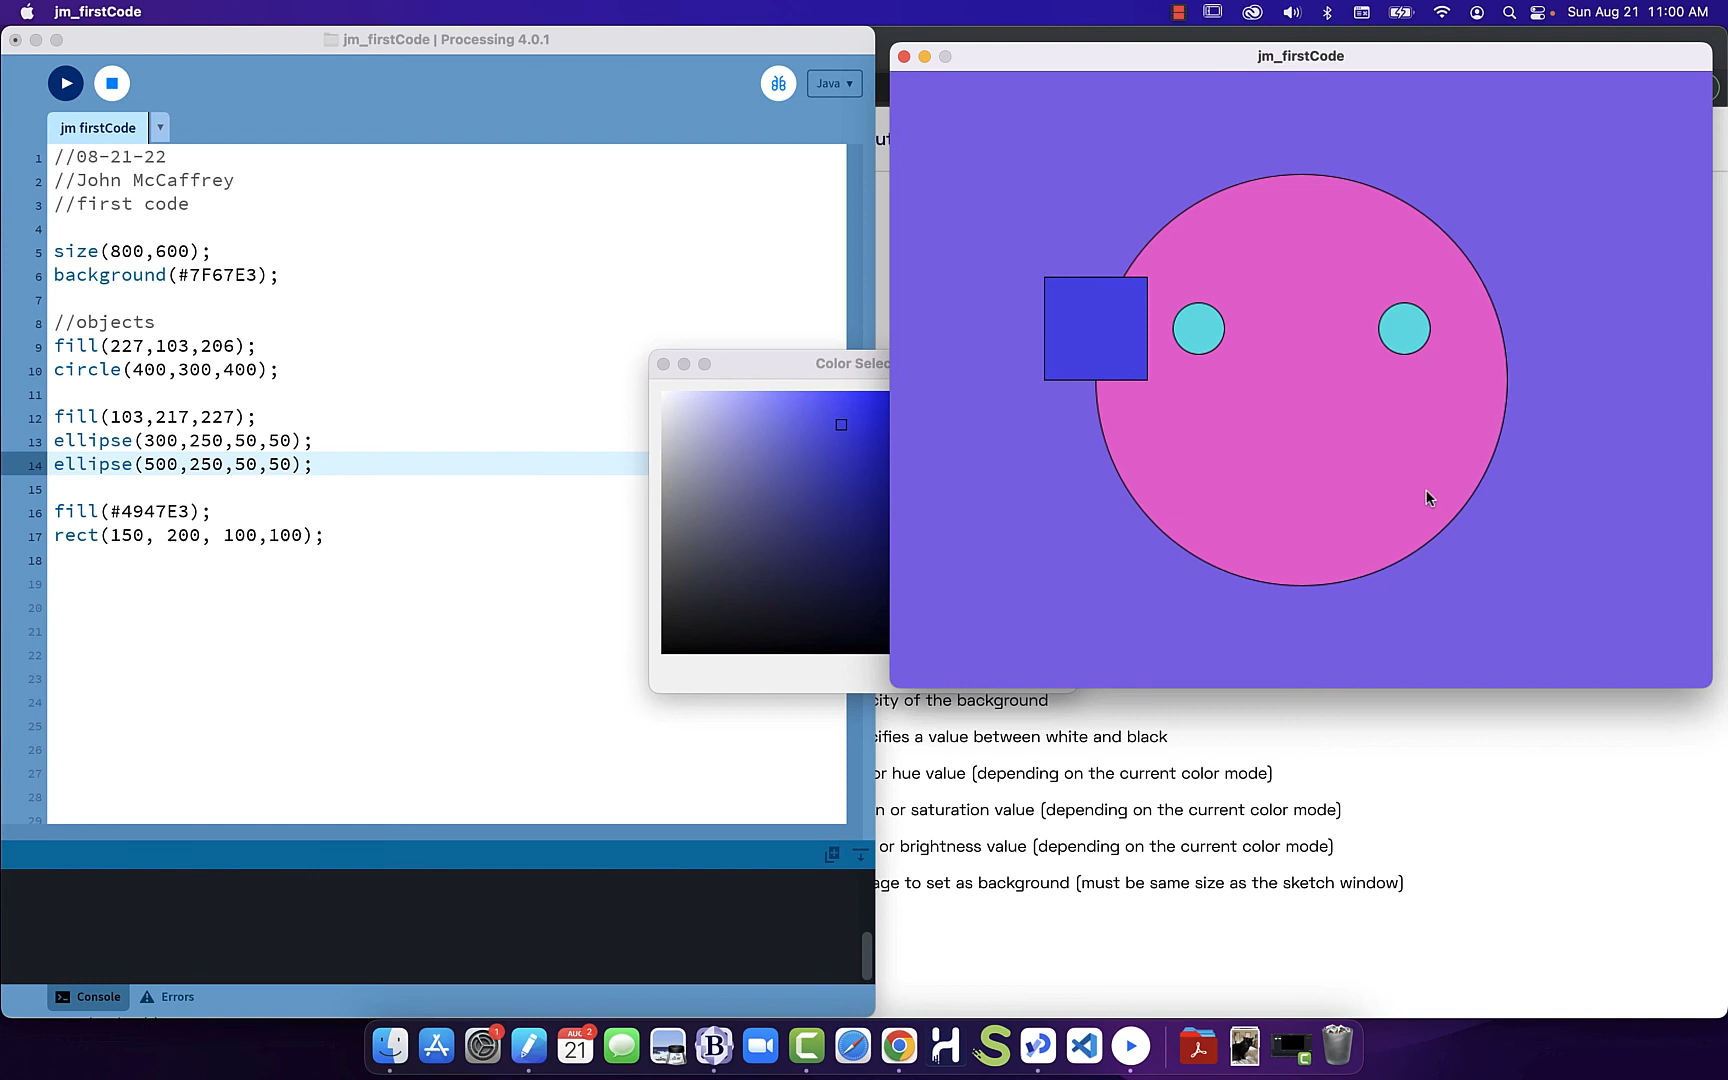 jm_firstCode
Sun Aug 21 11:00 AM
jm_firstCode | Processing 4.0.1
Java ▾
jm firstCode
1 //08-21-22
2 //John McCaffrey
3 //first code
4
5 size(800,600);
6 background(#7F67E3);
7
8 //objects
9 fill(227,103,206);
10 circle(400,300,400);
11
12 fill(103,217,227);
13 ellipse(300,250,50,50);
14 ellipse(500,250,50,50);
15
16 fill(#4947E3);
17 rect(150, 200, 100,100);
18
19
20
21
22
23
24
25
26
27
28
29
Console
Errors
Color Selec
jm_firstCode
city of the background
cifies a value between white and black
or hue value (depending on the current color mode)
n or saturation value (depending on the current color mode)
or brightness value (depending on the current color mode)
age to set as background (must be same size as the sketch window)
1
AUG
2
21
B